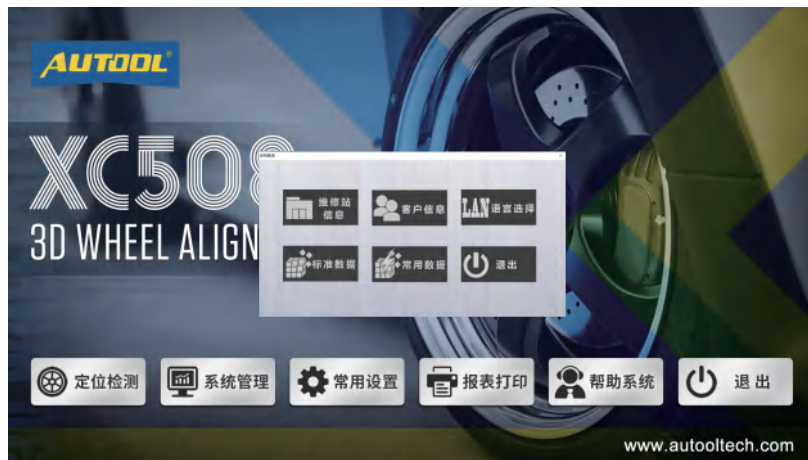 AUTOOL
XC508
3D WHEEL ALIGN
维修站
信息
客户信息
LAN 语言选择
标准数据
常用数据
退出
定位检测
系统管理
常用设置
报表打印
帮助系统
退出
www.autooltech.com